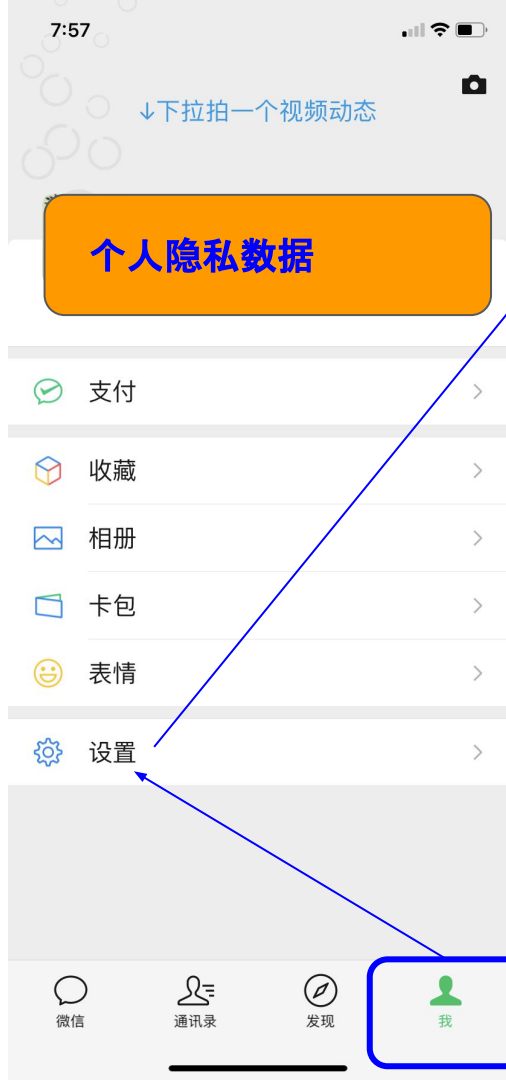 7:57
↓下拉拍一个视频动态
个人隐私数据
支付
收藏
相册
卡包
表情
设置
微信
通讯录
发现
我